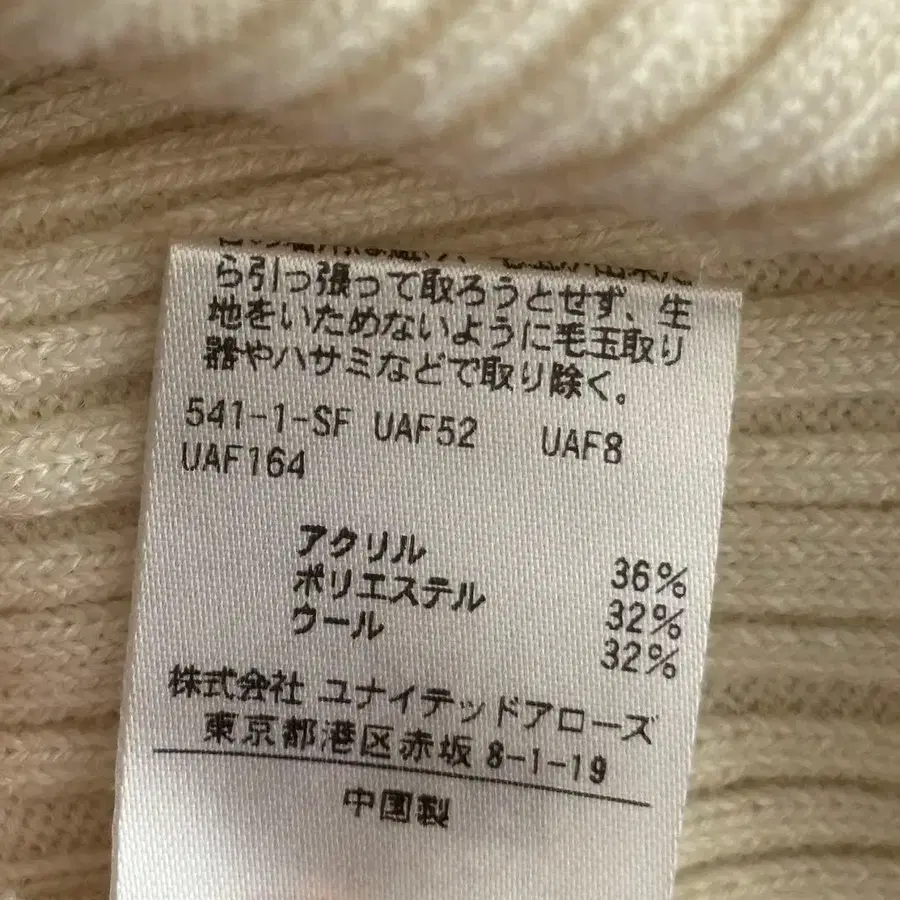 ら引っ張って取ろうとせず、生
地をいためないように毛玉取り
器やハサミなどで取り除く。
541-1-SF UAF52 UAF8
UAF164
アクリル 36%
ポリエステル 32%
ウール 32%
株式会社 ユナイテッドアローズ
東京都港区赤坂 8-1-19
中国製